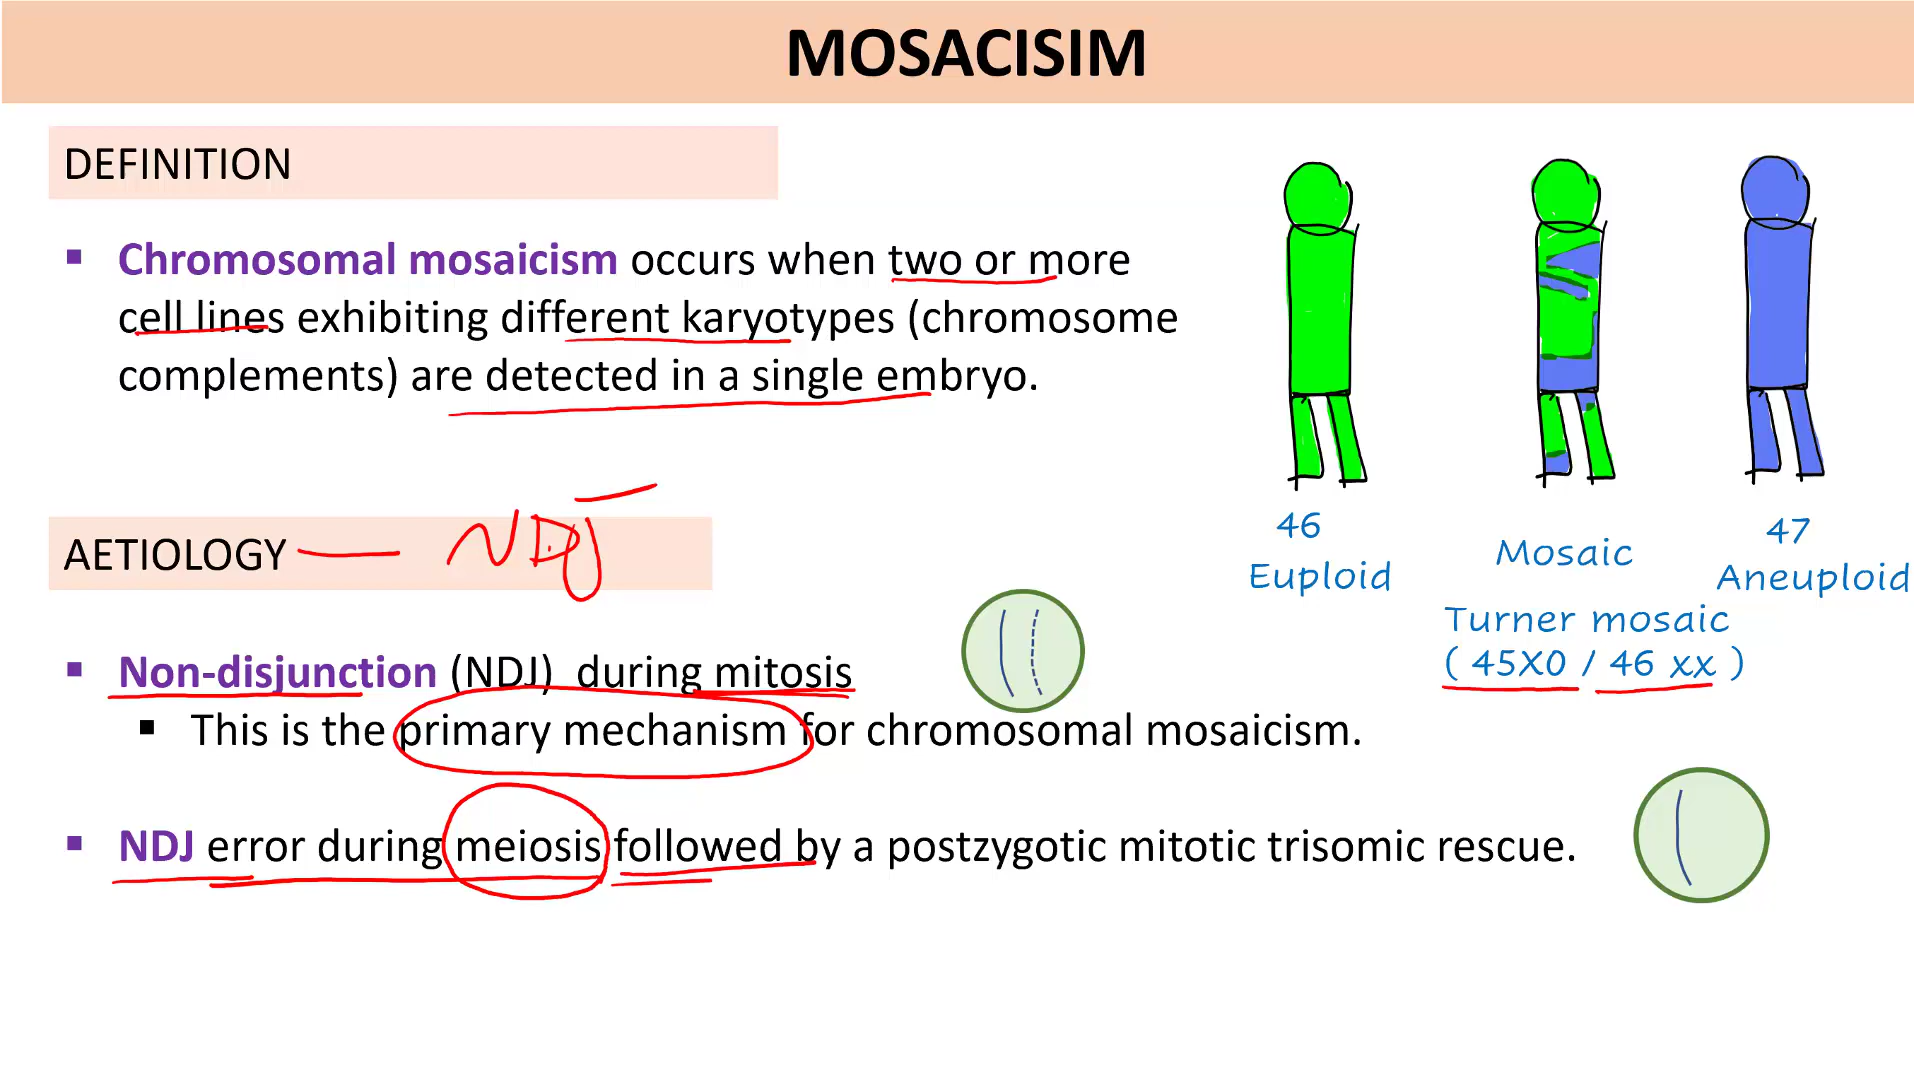 MOSACISIM
DEFINITION
▪ Chromosomal mosaicism occurs when two or more
cell lines exhibiting different karyotypes (chromosome
complements) are detected in a single embryo.
46
Euploid
Mosaic
47
Aneuploid
Turner mosaic
( 45X0 / 46 xx )
AETIOLOGY — NDJ
▪ Non-disjunction (NDJ) during mitosis
▪ This is the primary mechanism for chromosomal mosaicism.
▪ NDJ error during meiosis followed by a postzygotic mitotic trisomic rescue.